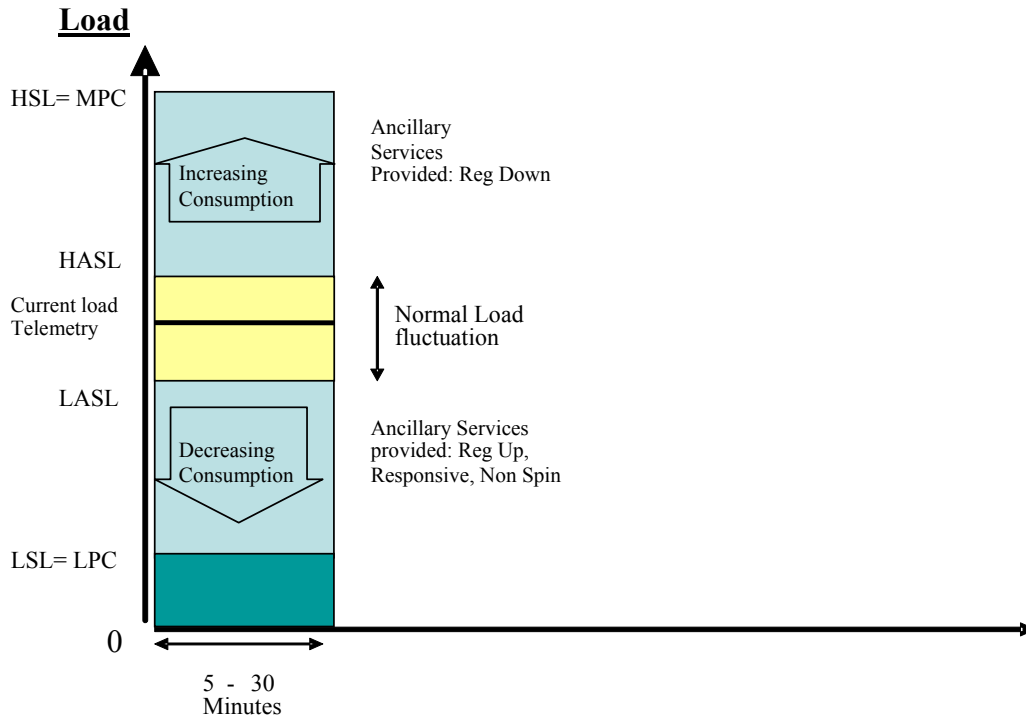 Load
HSL= MPC
Ancillary
Services
Provided: Reg Down
Increasing
Consumption
HASL
Current load
Telemetry
Normal Load
fluctuation
LASL
Ancillary Services
provided: Reg Up,
Responsive, Non Spin
Decreasing
Consumption
LSL= LPC
0
5 - 30
Minutes